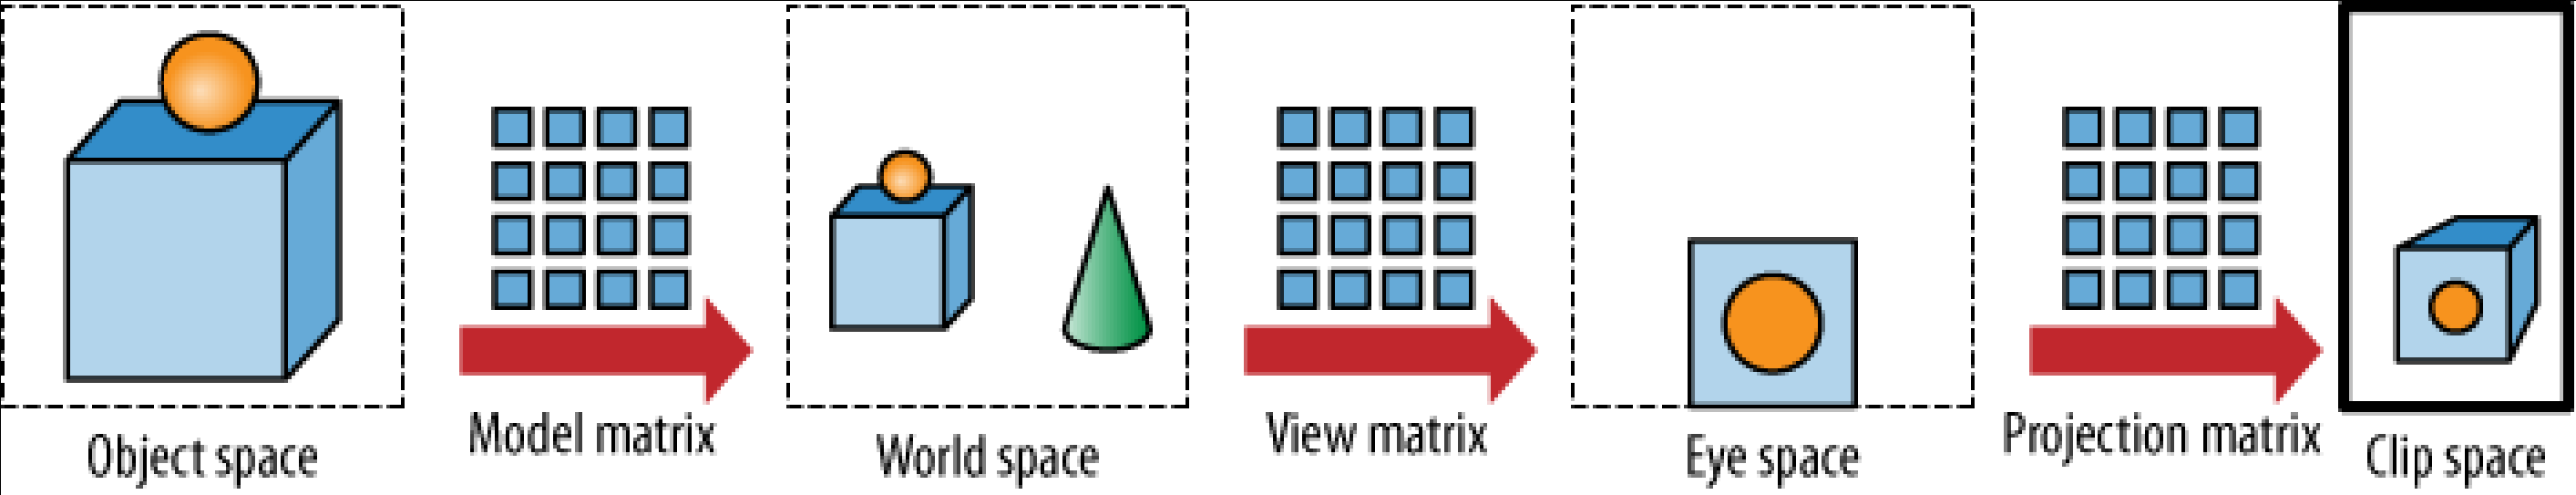 Object space
Model matrix
World space
View matrix
Eye space
Projection matrix
Clip space